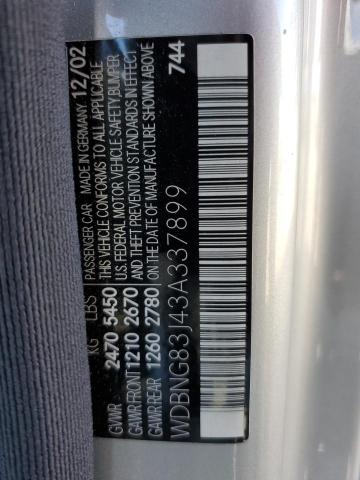 PASSENGER CAR MADE IN GERMANY 12/02
THIS VEHICLE CONFORMS TO ALL APPLICABLE
U.S. FEDERAL MOTOR VEHICLE SAFETY BUMPER
AND THEFT PREVENTION STANDARDS IN EFFECT
ON THE DATE OF MANUFACTURE SHOWN ABOVE
744
KG LBS
GVWR 2470 5450
GAWR FRONT 1210 2670
GAWR REAR 1260 2780
WDBNG83J43A337899